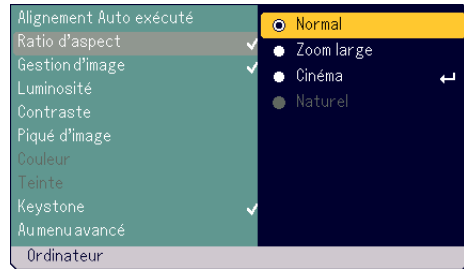 Alignement Auto exécuté
Ratio d'aspect
Gestion d'image
Luminosité
Contraste
Piqué d'image
Couleur
Teinte
Keystone
Au menu avancé
Ordinateur
Normal
Zoom large
Cinéma
Naturel